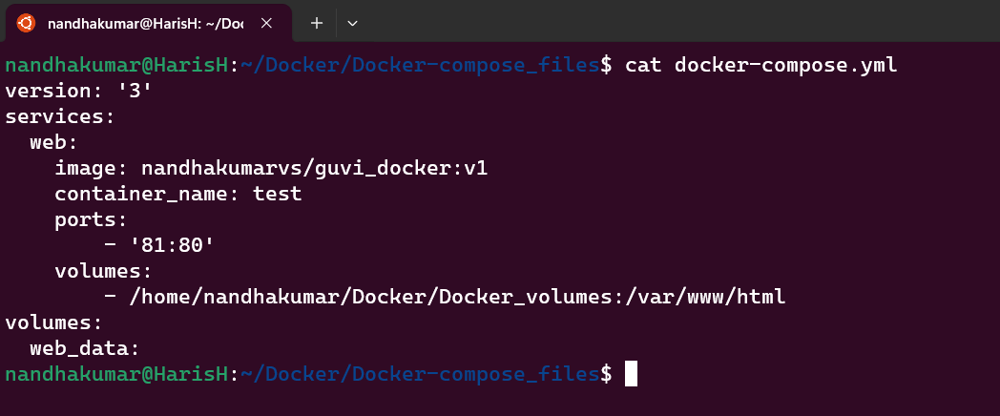 nandhakumar@HarisH: ~/Doc
nandhakumar@HarisH:~/Docker/Docker-compose_files$ cat docker-compose.yml
version: '3'
services:
  web:
    image: nandhakumarvs/guvi_docker:v1
    container_name: test
    ports:
        - '81:80'
    volumes:
        - /home/nandhakumar/Docker/Docker_volumes:/var/www/html
volumes:
  web_data:
nandhakumar@HarisH:~/Docker/Docker-compose_files$